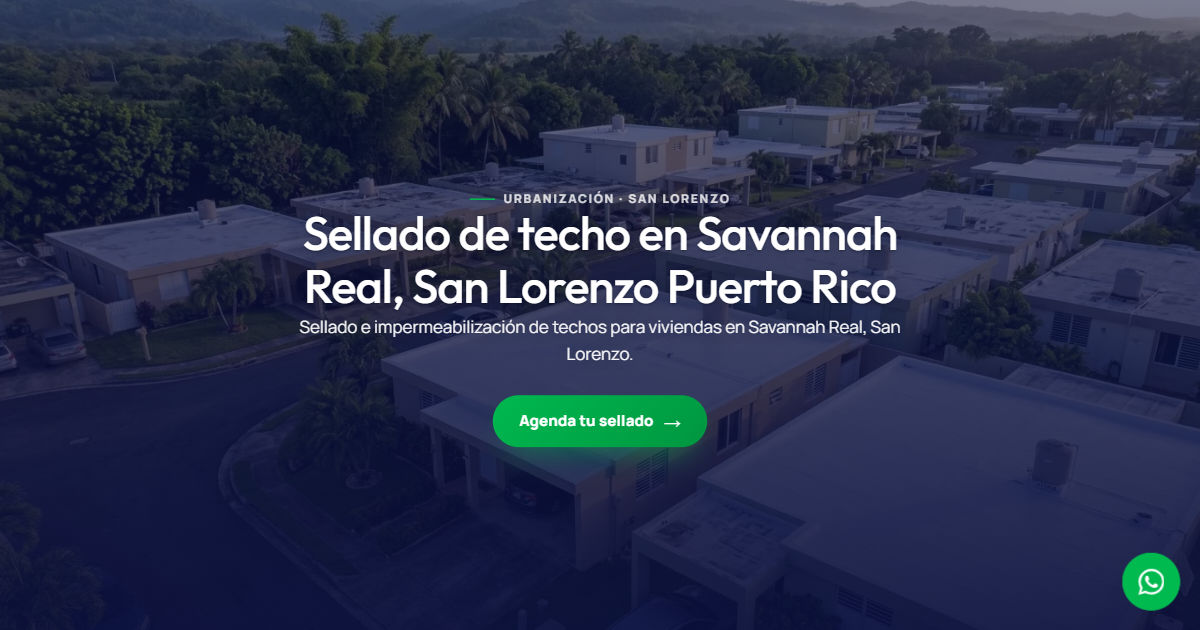 URBANIZACIÓN · SAN LORENZO
Sellado de techo en Savannah
Real, San Lorenzo Puerto Rico
Sellado e impermeabilización de techos para viviendas en Savannah Real, San
Lorenzo.
Agenda tu sellado →